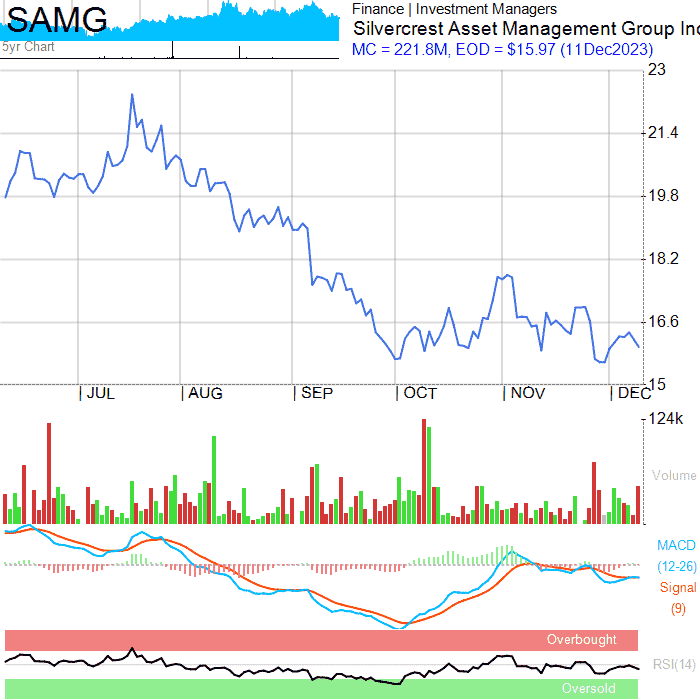 SAMG
5yr Chart
Finance | Investment Managers
Silvercrest Asset Management Group Inc
MC = 221.8M, EOD = $15.97 (11Dec2023)
23
21.4
19.8
18.2
16.6
15
JUL AUG SEP OCT NOV DEC
124k
Volume
MACD
(12-26)
Signal
(9)
Overbought
RSI(14)
Oversold